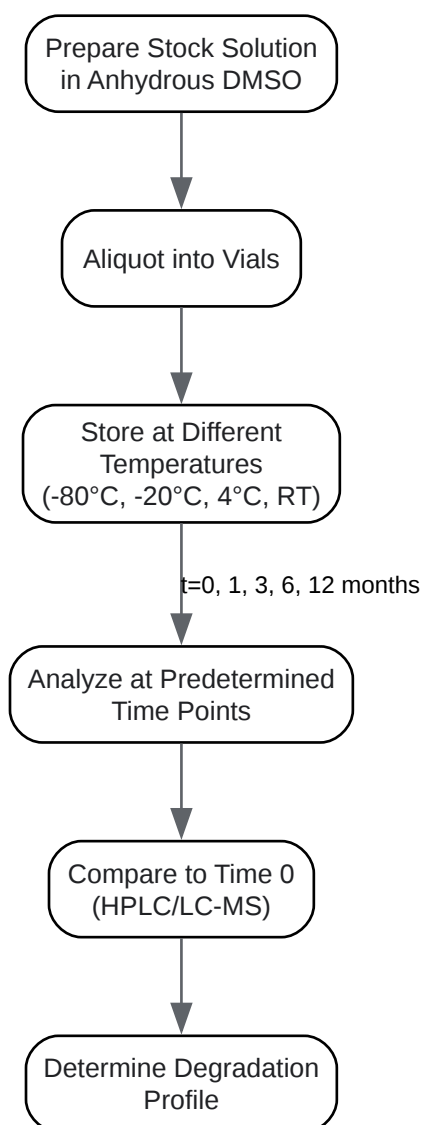 Prepare Stock Solution
in Anhydrous DMSO
Aliquot into Vials
Store at Different
Temperatures
(-80°C, -20°C, 4°C, RT)
t=0, 1, 3, 6, 12 months
Analyze at Predetermined
Time Points
Compare to Time 0
(HPLC/LC-MS)
Determine Degradation
Profile